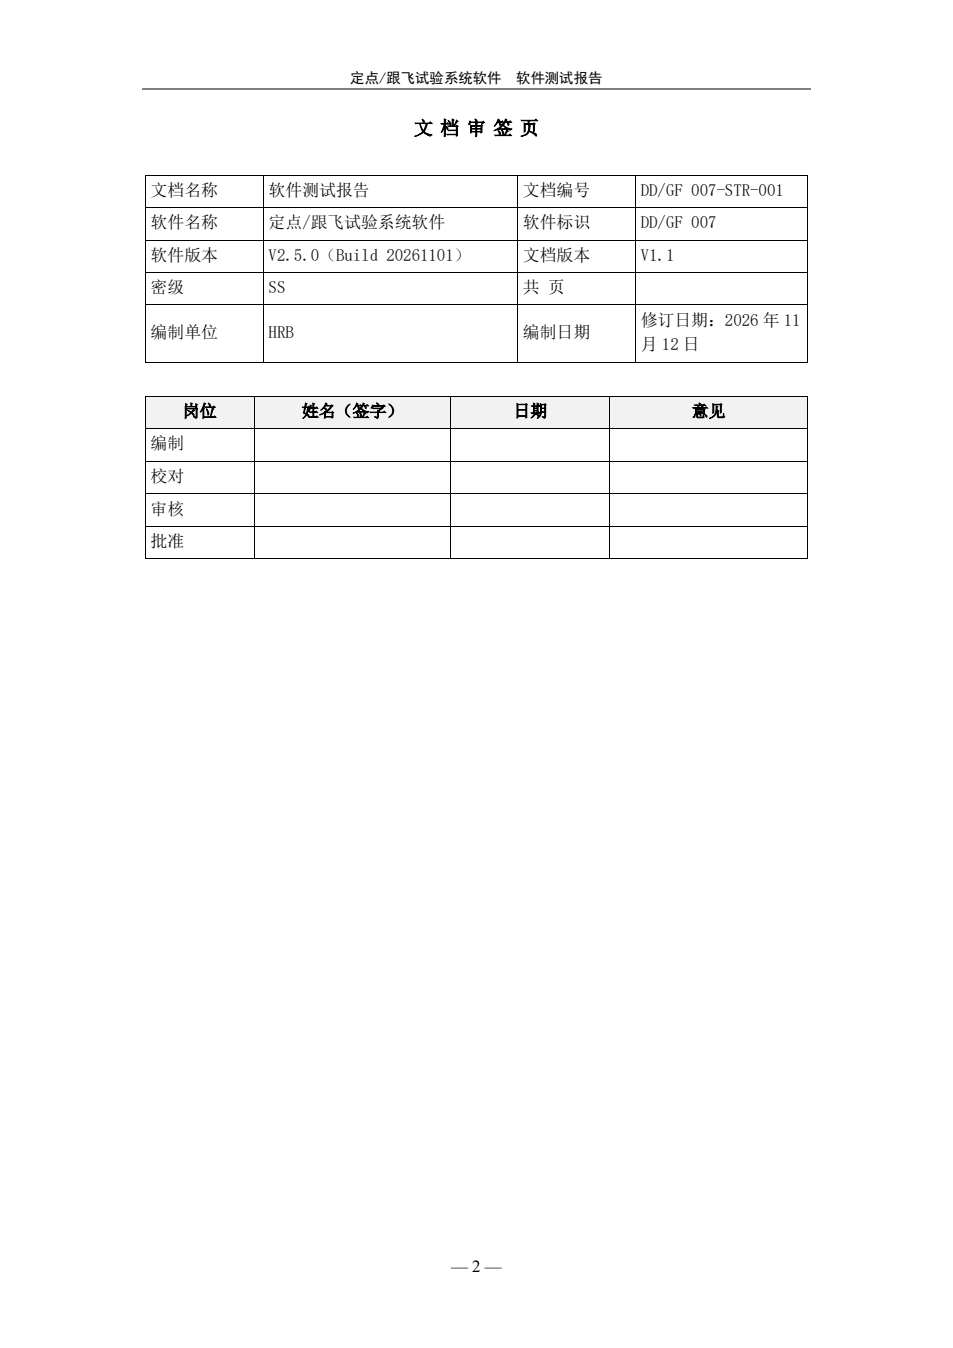 定点/跟飞试验系统软件 软件测试报告
文 档 审 签 页
文档名称 软件测试报告 文档编号 DD/GF 007-STR-001
软件名称 定点/跟飞试验系统软件 软件标识 DD/GF 007
软件版本 V2.5.0（Build 20261101） 文档版本 V1.1
密级 SS 共 页
编制单位 HRB 编制日期 修订日期：2026 年 11
月 12 日
岗位 姓名（签字） 日期 意见
编制
校对
审核
批准
— 2 —